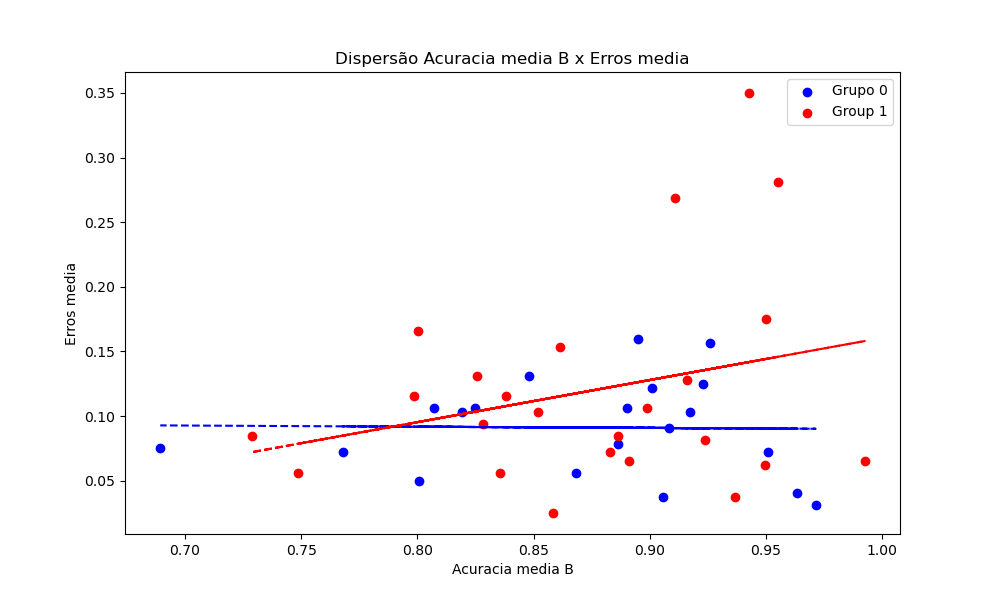 Dispersão Acuracia media B x Erros media
Grupo 0
Group 1
0.35
0.30
0.25
0.20
0.15
0.10
0.05
Erros media
0.70 0.75 0.80 0.85 0.90 0.95 1.00
Acuracia media B